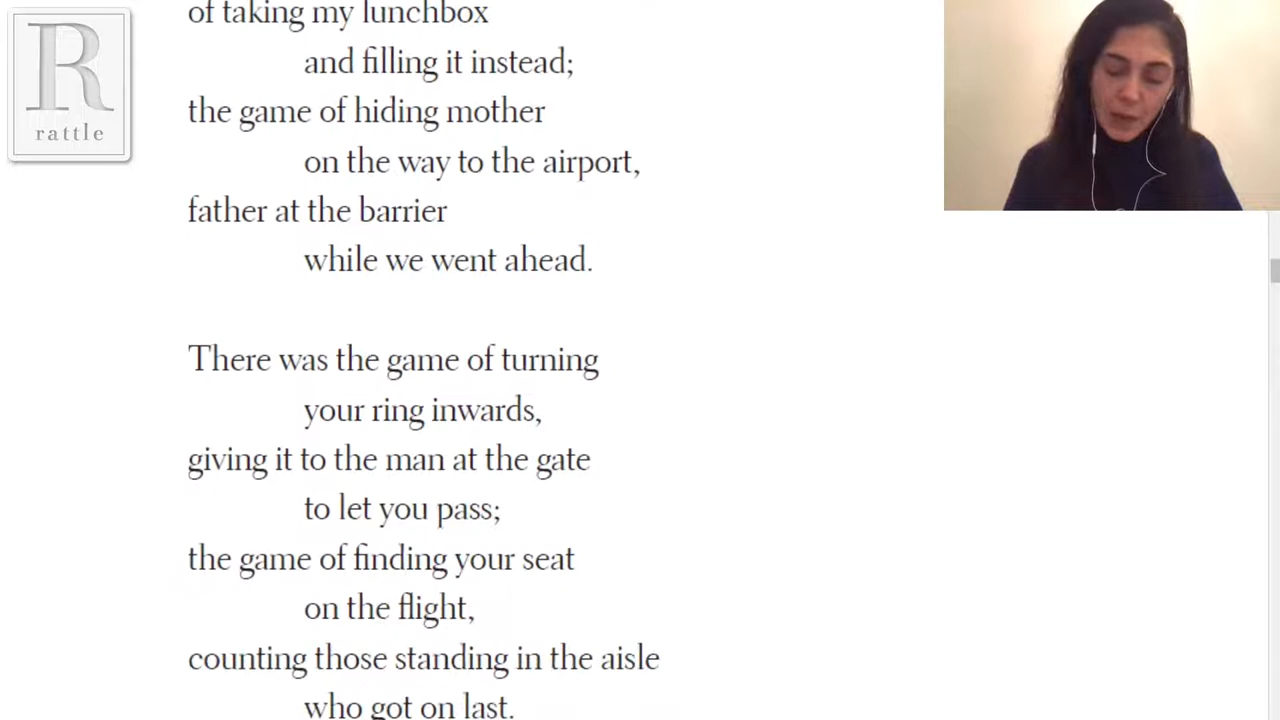 R
rattle
of taking my lunchbox
and filling it instead;
the game of hiding mother
on the way to the airport,
father at the barrier
while we went ahead.
There was the game of turning
your ring inwards,
giving it to the man at the gate
to let you pass;
the game of finding your seat
on the flight,
counting those standing in the aisle
who got on last.